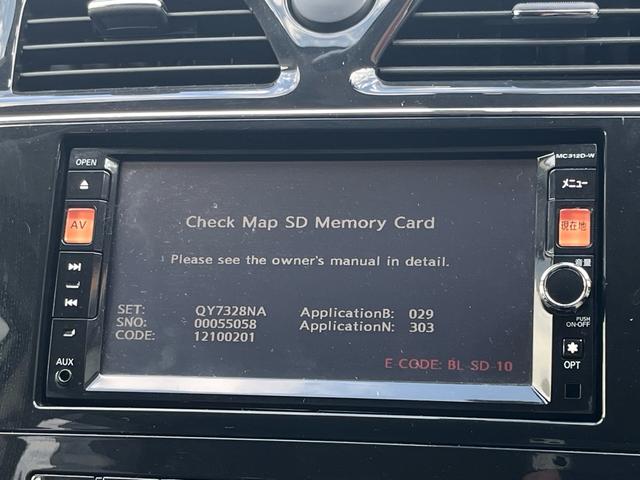 OPEN
MC312D-W
メニュー
AV
現在地
音量
PUSH
ON-OFF
AUX
OPT
Check Map SD Memory Card
Please see the owner's manual in detail.
SET: QY7328NA ApplicationB: 029
SNO: 00055058 ApplicationN: 303
CODE: 12100201
E CODE: BL SD-10